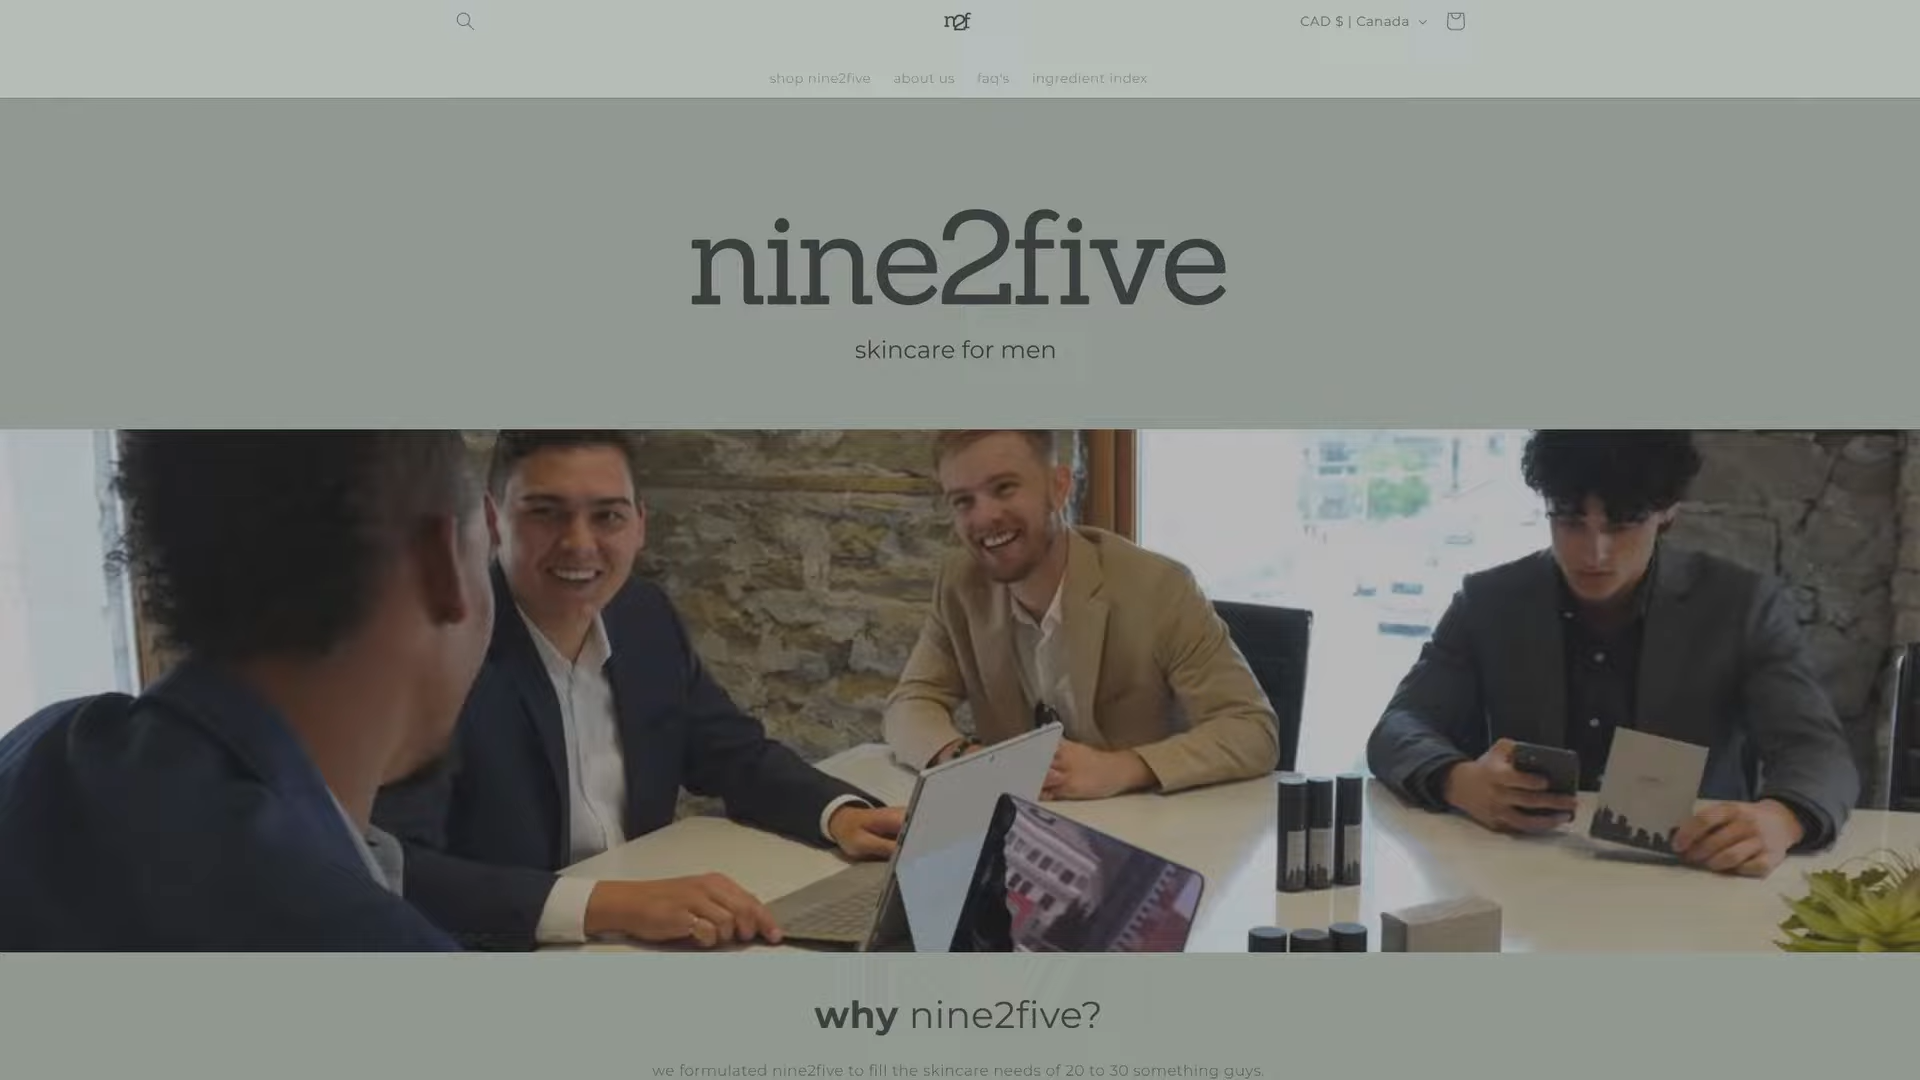 n2f
CAD $ | Canada
shop nine2five about us faq's ingredient index
nine2five
skincare for men
why nine2five?
we formulated nine2five to fill the skincare needs of 20 to 30 something guys.